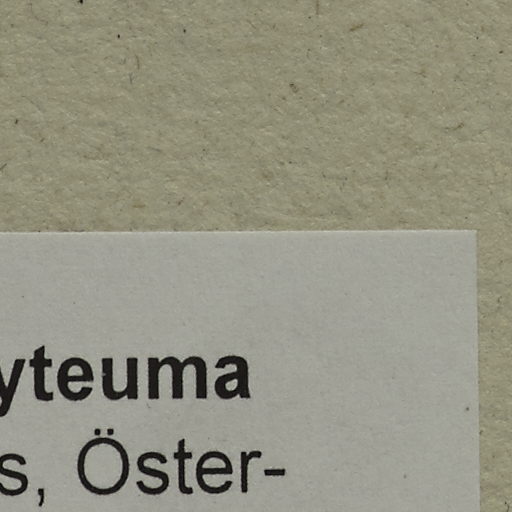 yteuma
s, Öster-